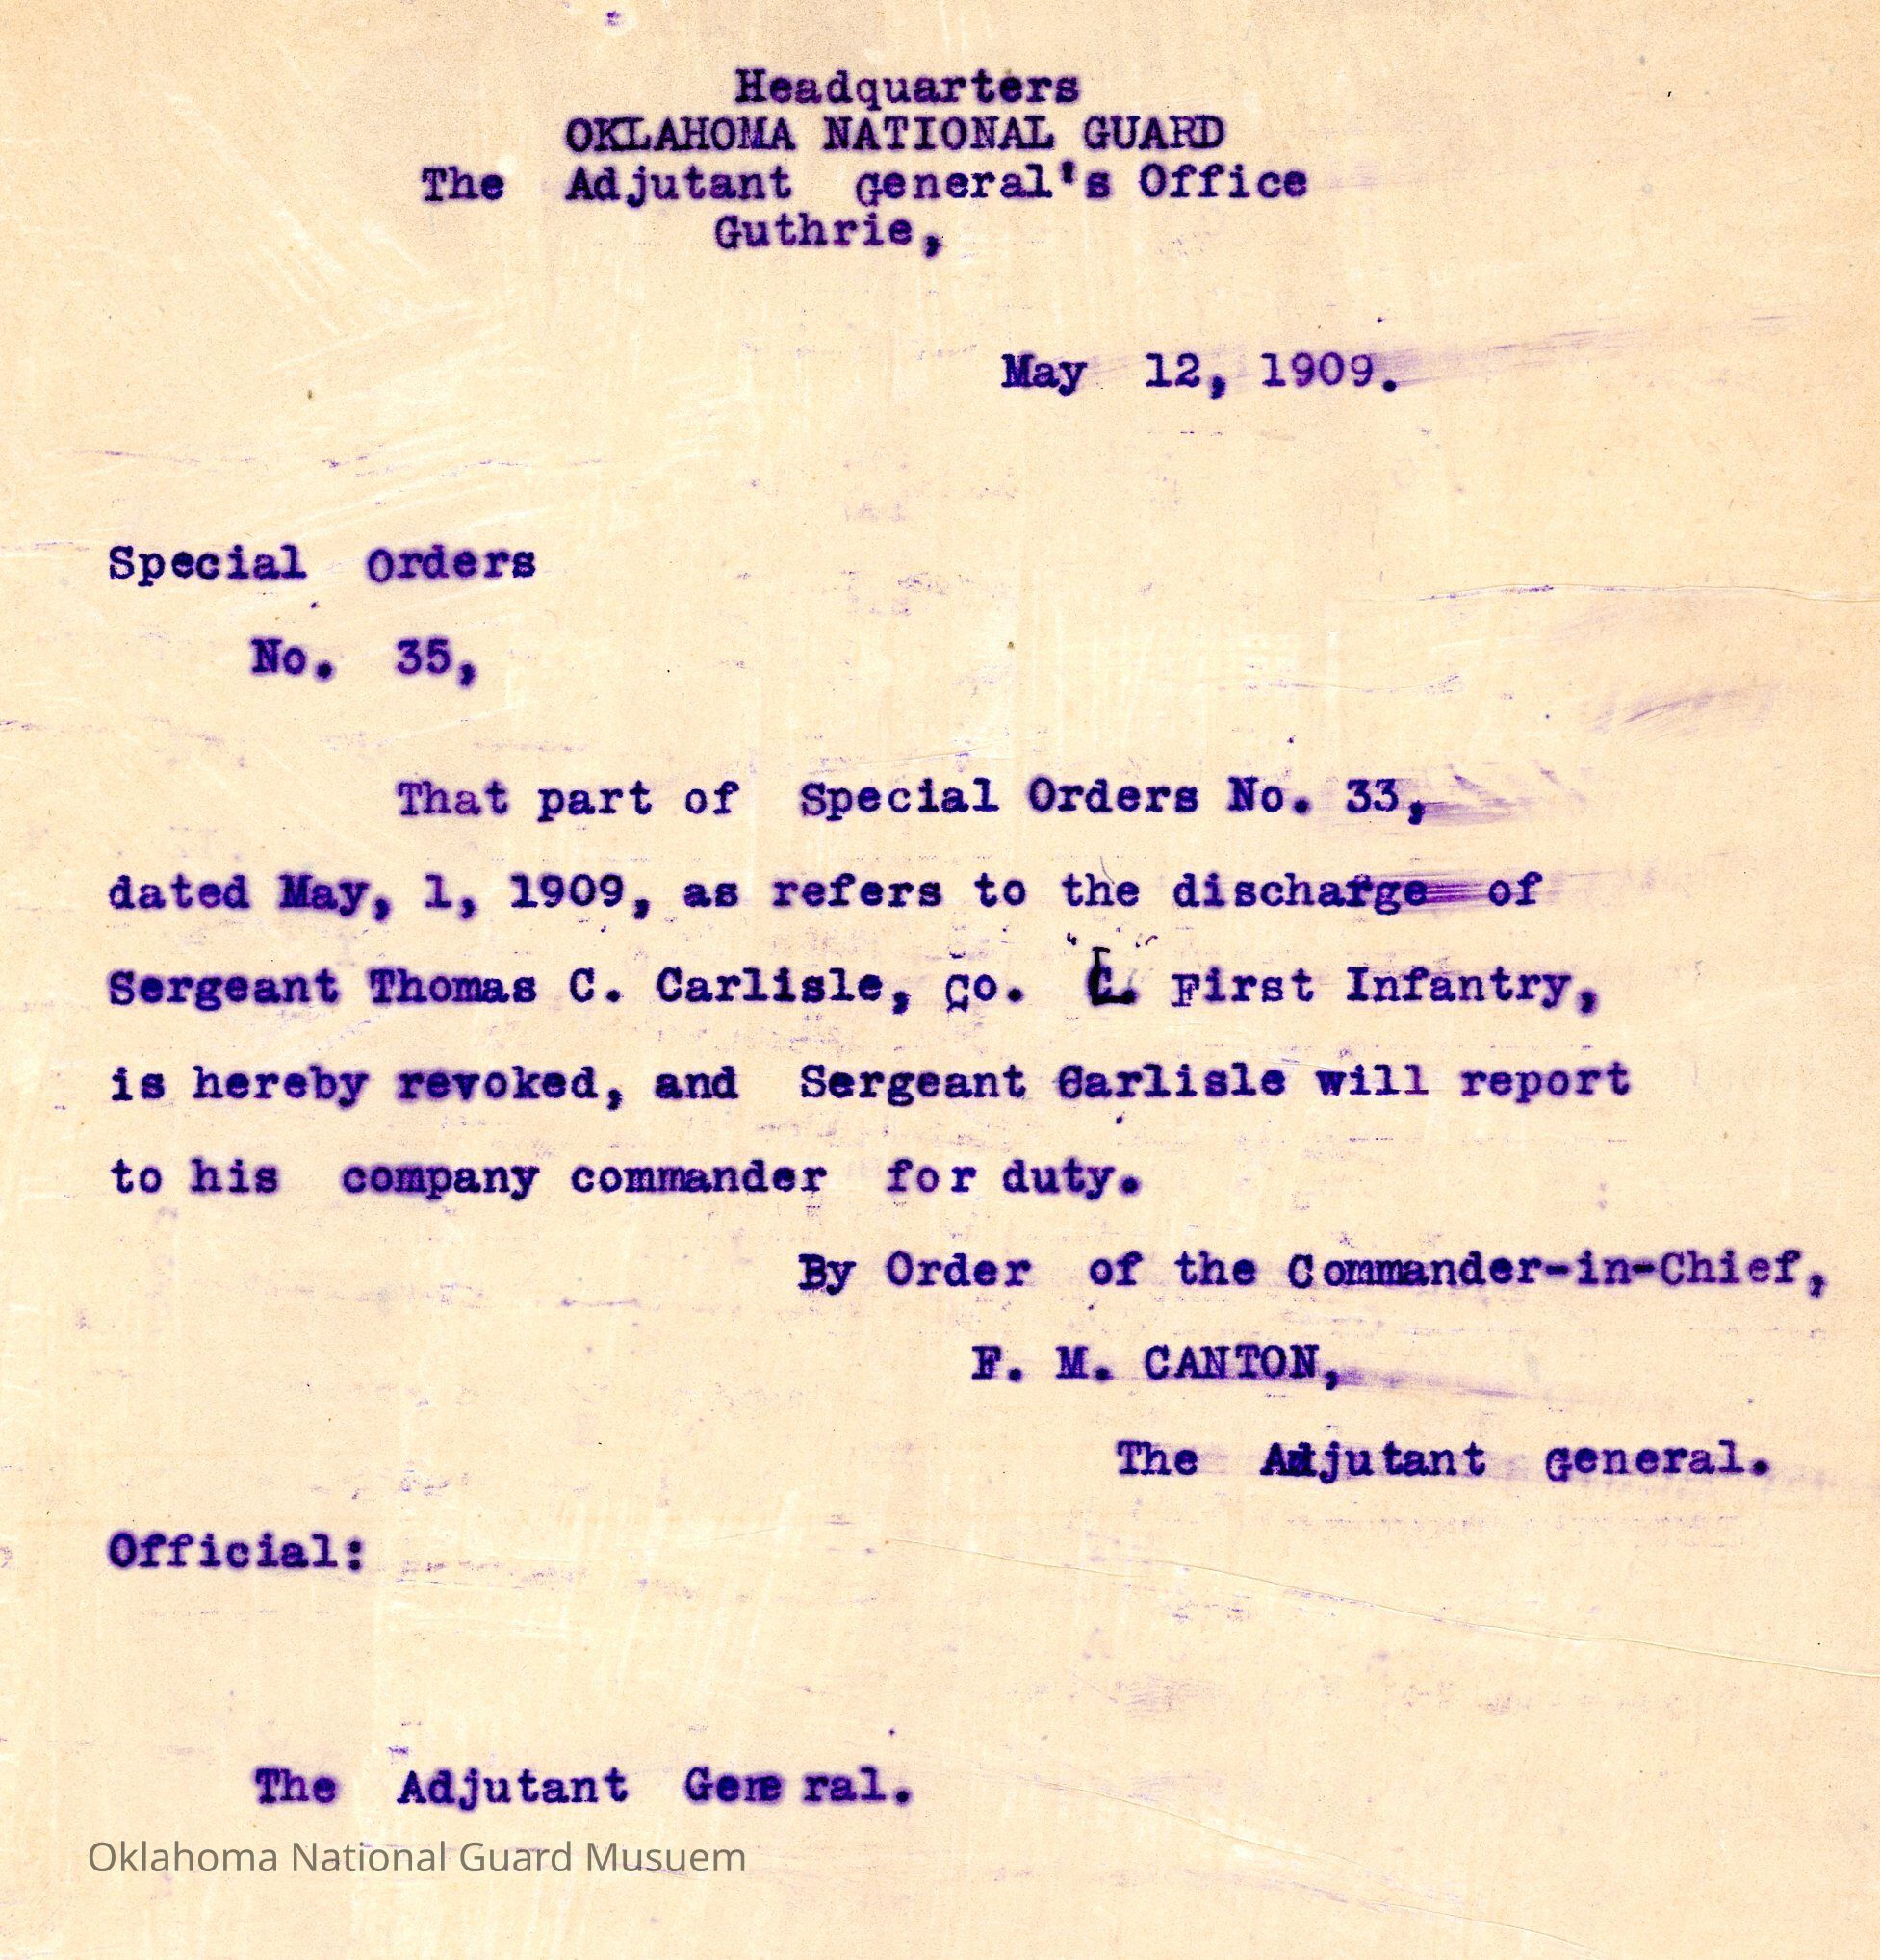 Headquarters
OKLAHOMA NATIONAL GUARD
The Adjutant General's Office
Guthrie,
May 12, 1909.
Special Orders
No. 35,
That part of Special Orders No. 33,
dated May, 1, 1909, as refers to the discharge of
Sergeant Thomas C. Carlisle, Co. "L" First Infantry,
is hereby revoked, and Sergeant Carlisle will report
to his company commander for duty.
By Order of the Commander-in-Chief,
F. M. CANTON,
The Adjutant General.
Official:
The Adjutant General.
Oklahoma National Guard Musuem